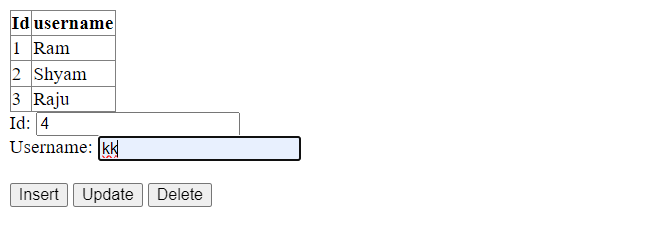 Id username
1 Ram
2 Shyam
3 Raju
Id: 4
Username: kk
Insert Update Delete